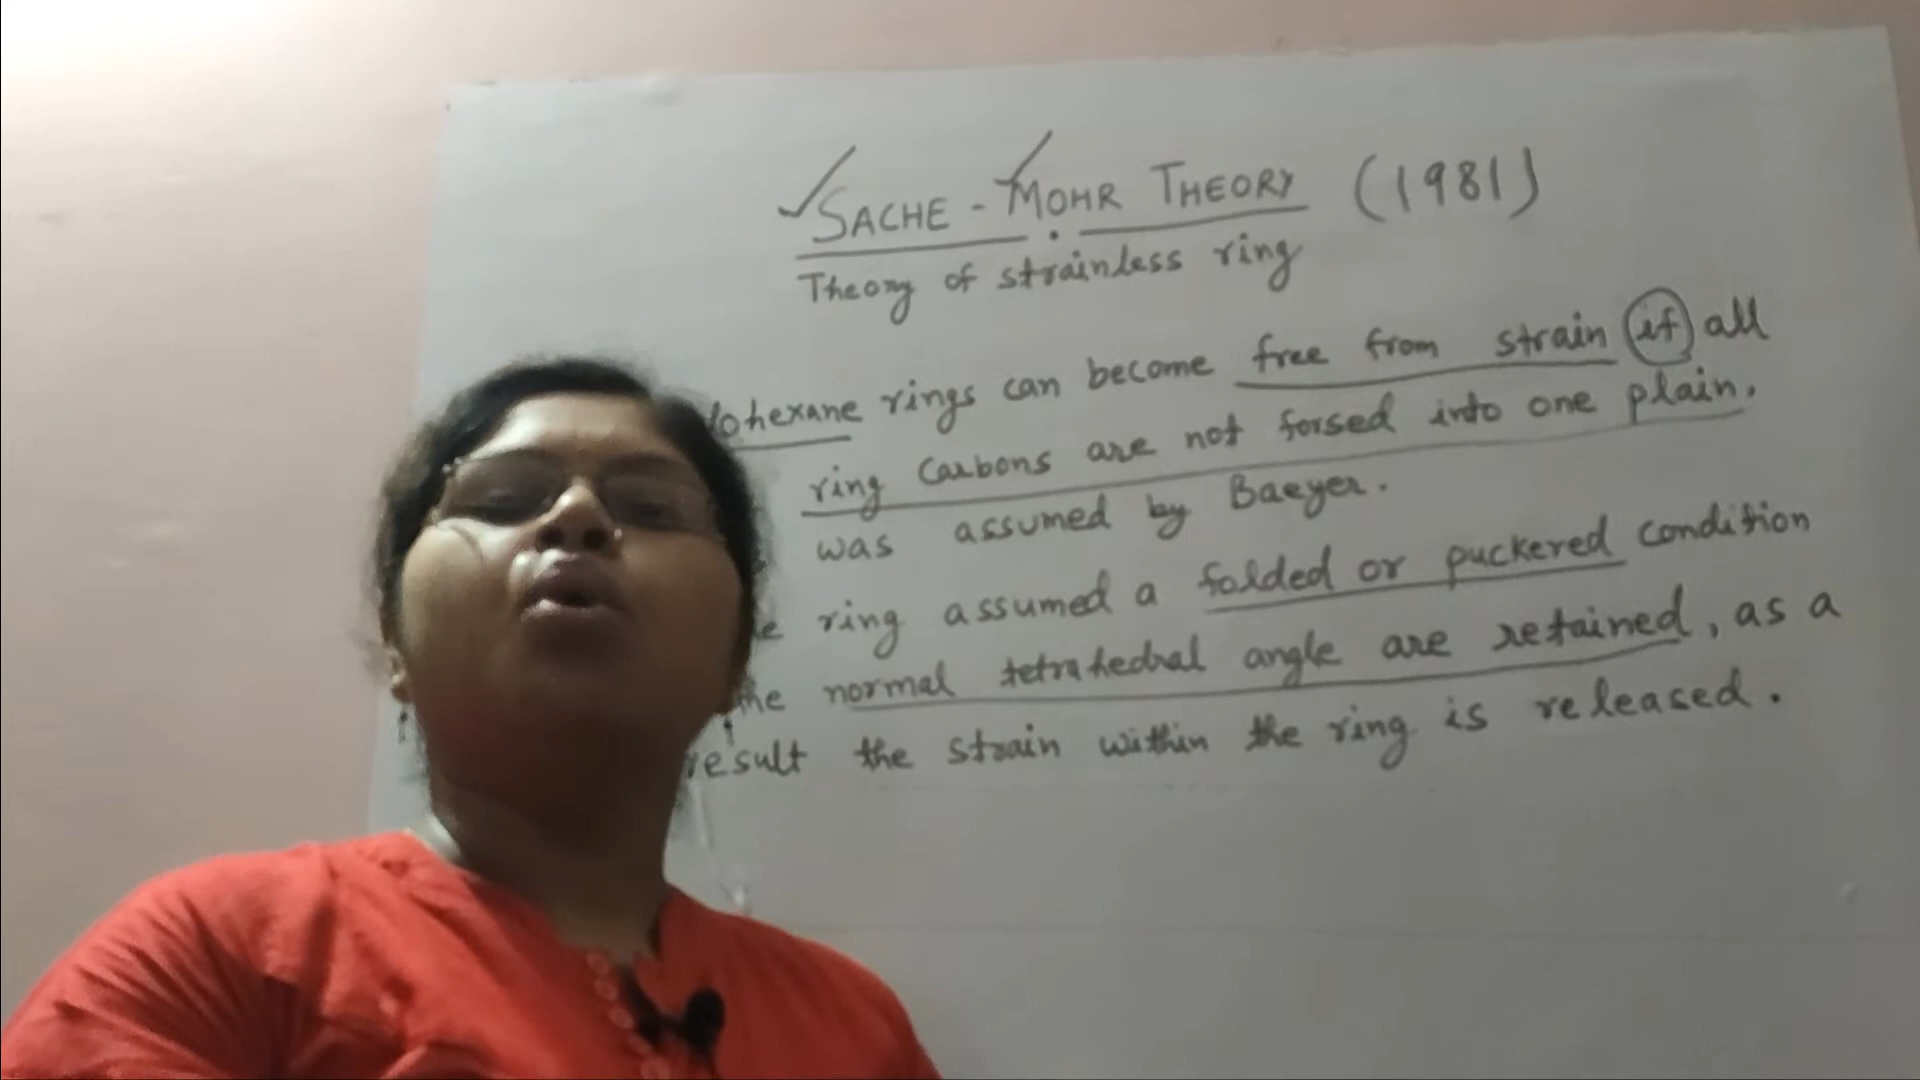 SACHE - MOHR THEORY (1981)
Theory of strainless ring
lohexane rings can become free from strain if all
ring Carbons are not forsed into one plain.
was assumed by Baeyer.
ring assumed a folded or puckered condition
he normal tetrahedral angle are retained, as a
result the strain within the ring is released.